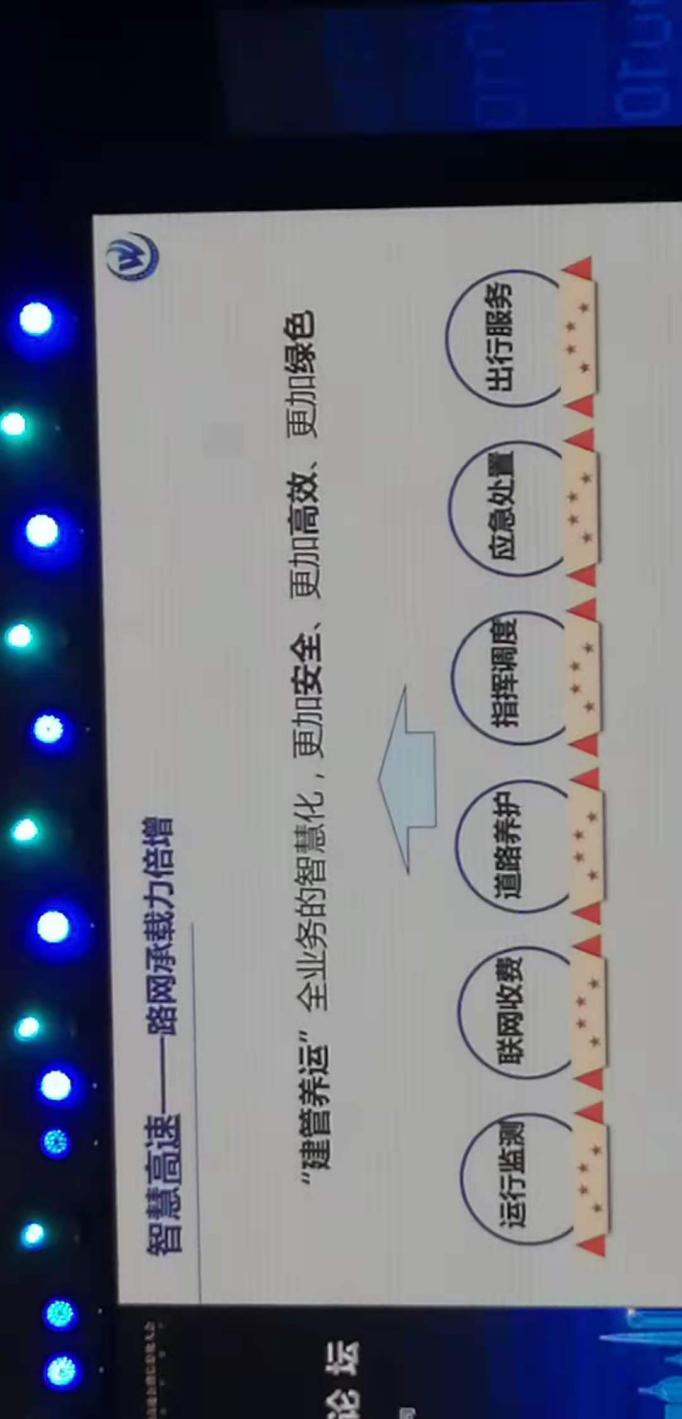 智慧高速——路网承载力倍增
“建管养运”全业务的智慧化，更加安全、更加高效、更加绿色
运行监测
联网收费
道路养护
指挥调度
应急处置
出行服务
论坛